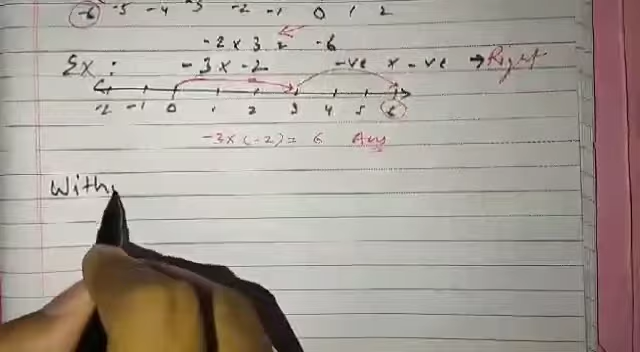 -6 -5 -4 -3 -2 -1 0 1 2
-2 x 3 = -6
Ex : -3 x -2 -ve x -ve → Right
-2 -1 0 1 2 3 4 5 6
-3 x (-2) = 6 Ans
With